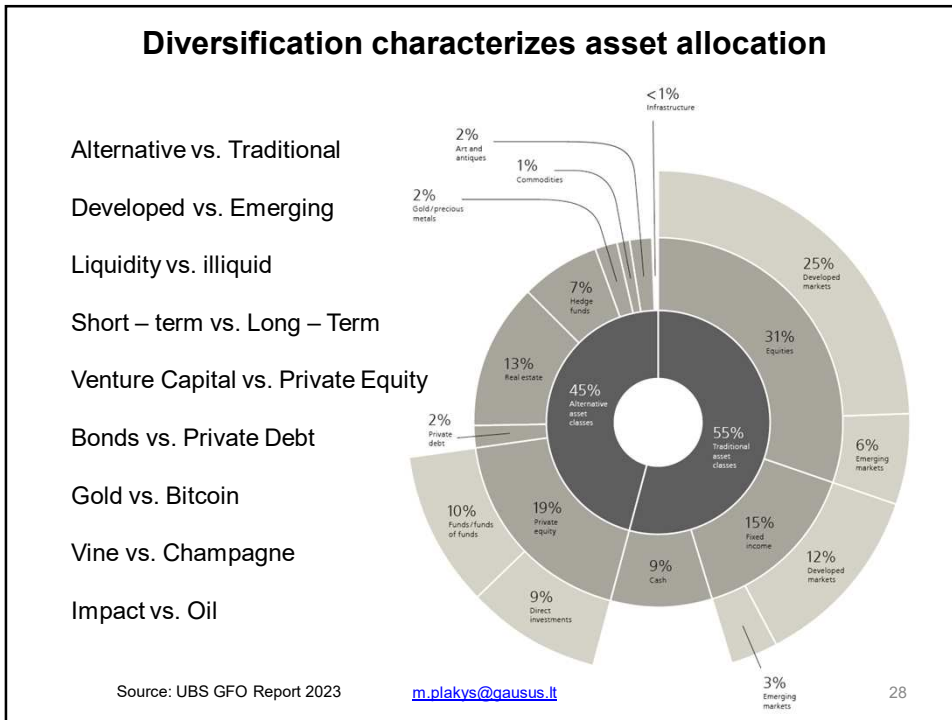 Diversification characterizes asset allocation
Alternative vs. Traditional
Developed vs. Emerging
Liquidity vs. illiquid
Short – term vs. Long – Term
Venture Capital vs. Private Equity
Bonds vs. Private Debt
Gold vs. Bitcoin
Vine vs. Champagne
Impact vs. Oil
<1%
Infrastructure
2%
Art and
antiques
1%
Commodities
2%
Gold/precious
metals
7%
Hedge
funds
13%
Real estate
2%
Private
debt
19%
Private
equity
10%
Funds/funds
of funds
9%
Direct
investments
45%
Alternative
asset
classes
55%
Traditional
asset
classes
31%
Equities
25%
Developed
markets
6%
Emerging
markets
15%
Fixed
income
12%
Developed
markets
3%
Emerging
markets
9%
Cash
Source: UBS GFO Report 2023
m.plakys@gausus.lt
28